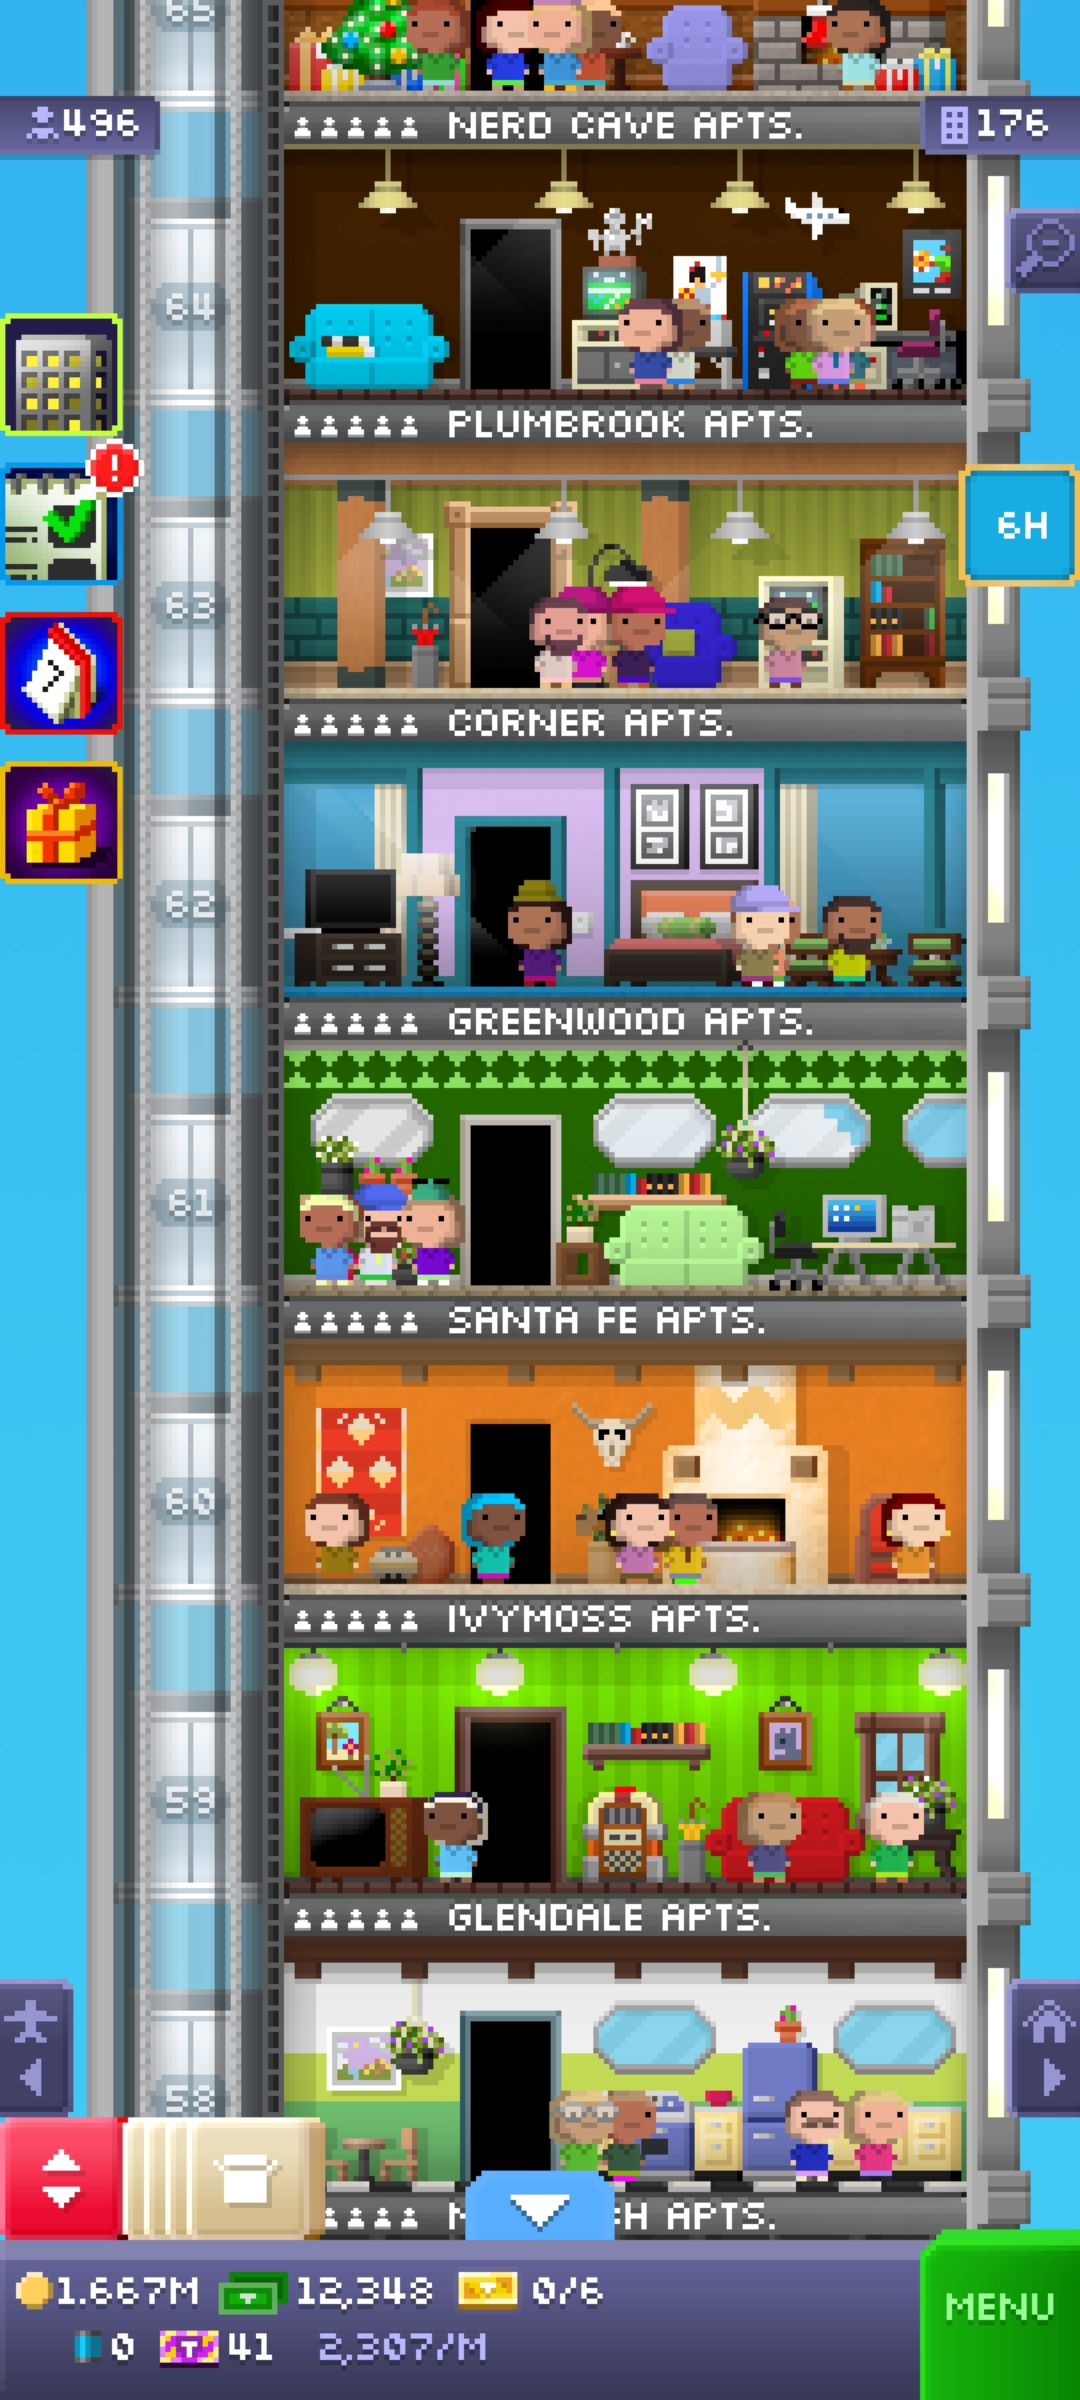 65
496
NERD CAVE APTS.
176
64
PLUMBROOK APTS.
6H
63
CORNER APTS.
62
GREENWOOD APTS.
61
SANTA FE APTS.
60
IVYMOSS APTS.
59
GLENDALE APTS.
58
H APTS.
1.667M 12,348 0/6
MENU
0 T 41 2,307/M